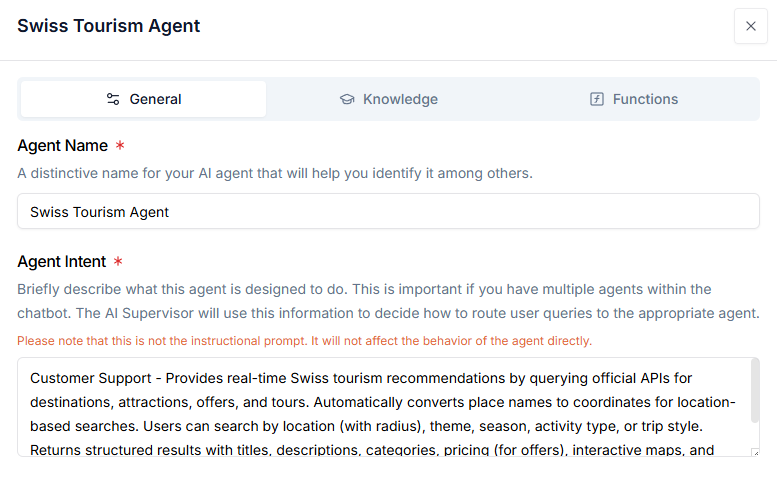 Swiss Tourism Agent
General
Knowledge
Functions
Agent Name *
A distinctive name for your AI agent that will help you identify it among others.
Swiss Tourism Agent
Agent Intent *
Briefly describe what this agent is designed to do. This is important if you have multiple agents within the
chatbot. The AI Supervisor will use this information to decide how to route user queries to the appropriate agent.
Please note that this is not the instructional prompt. It will not affect the behavior of the agent directly.
Customer Support - Provides real-time Swiss tourism recommendations by querying official APIs for
destinations, attractions, offers, and tours. Automatically converts place names to coordinates for location-
based searches. Users can search by location (with radius), theme, season, activity type, or trip style.
Returns structured results with titles, descriptions, categories, pricing (for offers), interactive maps, and